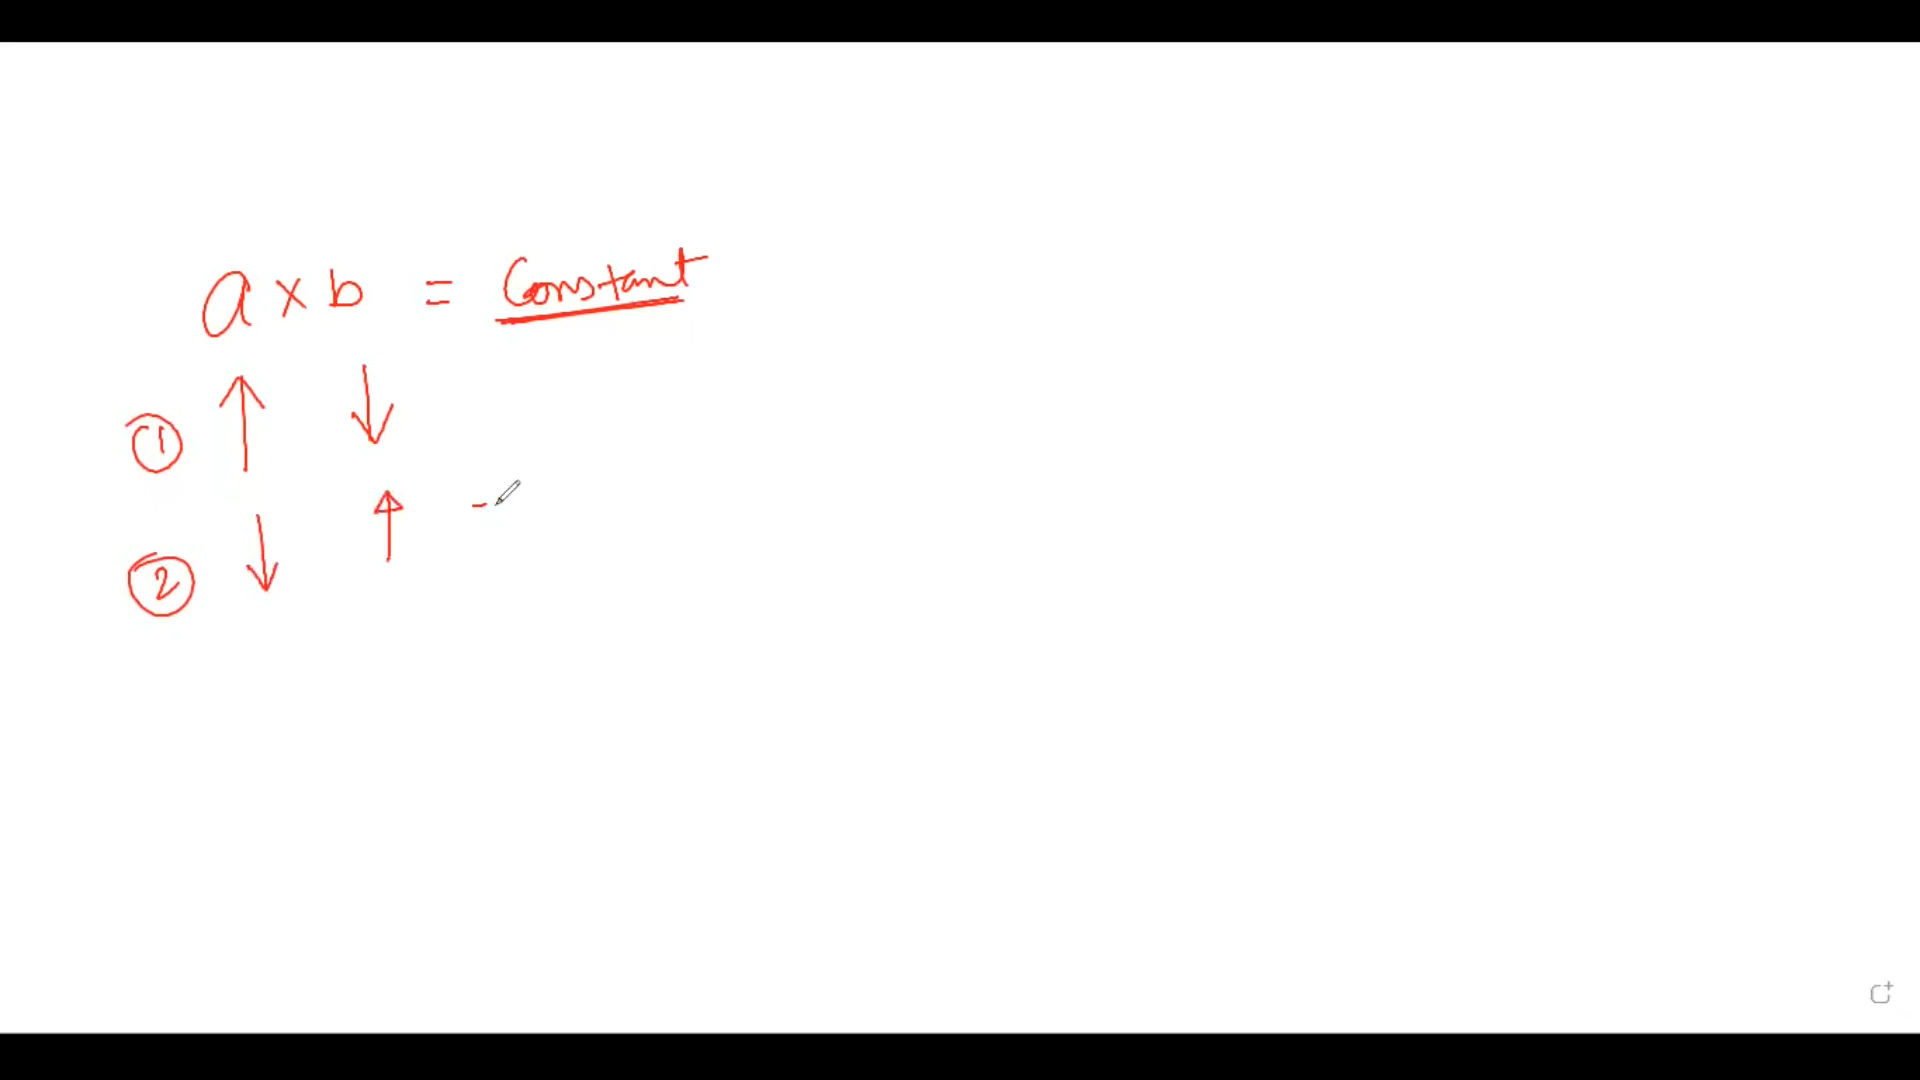 a × b = Constant
① ↑ ↓
② ↓ ↑ -